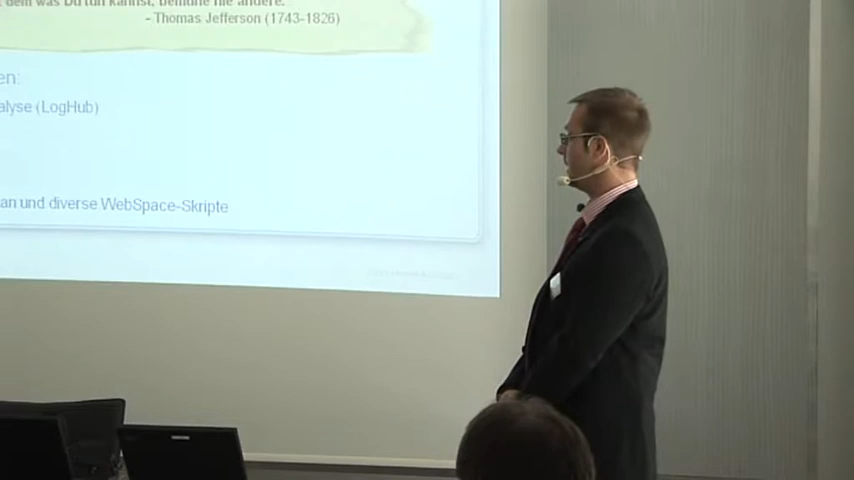 dem was Du tun kannst, bemühe nie andere.
- Thomas Jefferson (1743-1826)
en:
alyse (LogHub)
an und diverse WebSpace-Skripte